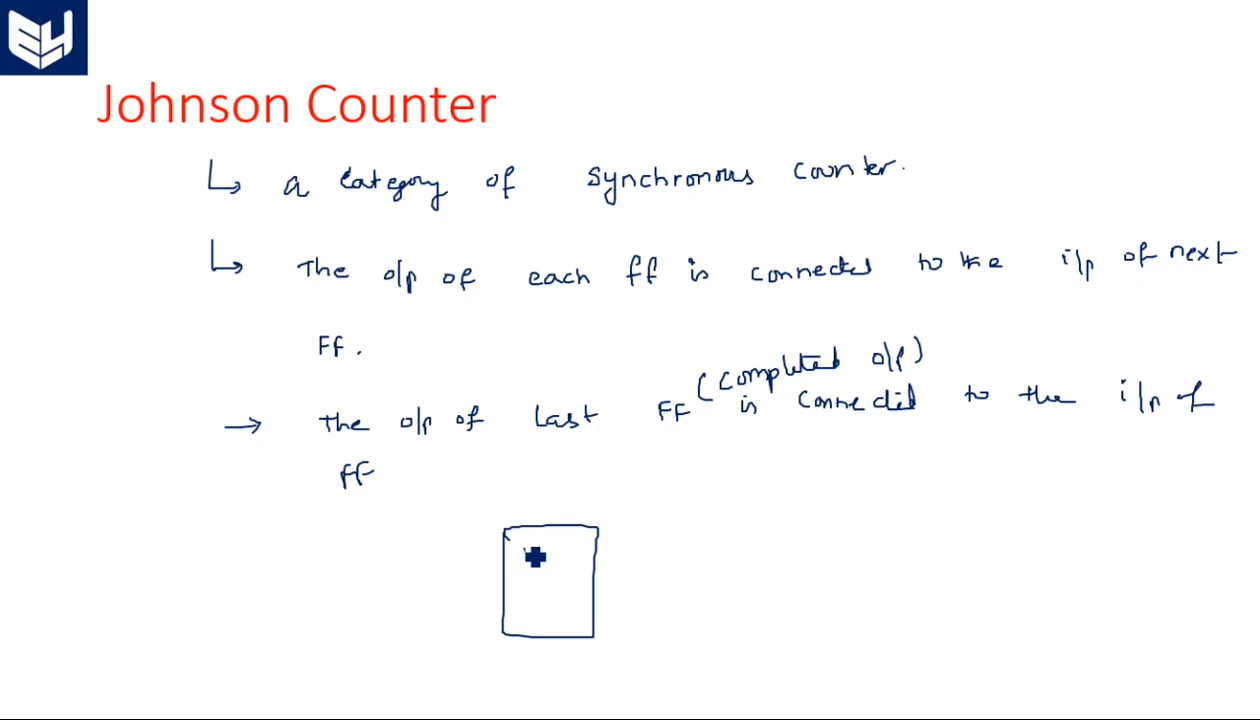 Johnson Counter
a Category of Synchronous Counter.
The o/p of each ff is connected to the i/p of next
Ff.
(Completed o/p)
The o/p of Last FF is connected to the i/p of
FF